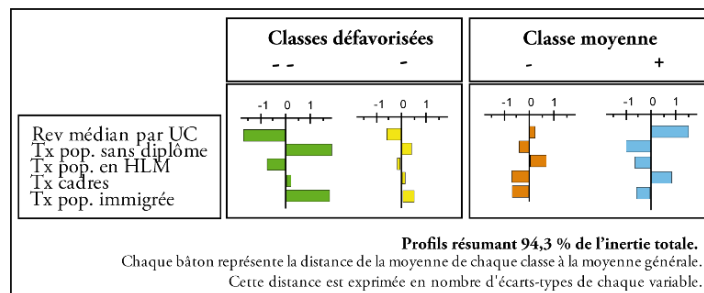 Classes défavorisées Classe moyenne
- - - - +
-1 0 1 -1 0 1 -1 0 1 -1 0 1
Rev médian par UC
Tx pop. sans diplôme
Tx pop. en HLM
Tx cadres
Tx pop. immigrée
Profils résumant 94,3 % de l'inertie totale.
Chaque bâton représente la distance de la moyenne de chaque classe à la moyenne générale.
Cette distance est exprimée en nombre d'écarts-types de chaque variable.